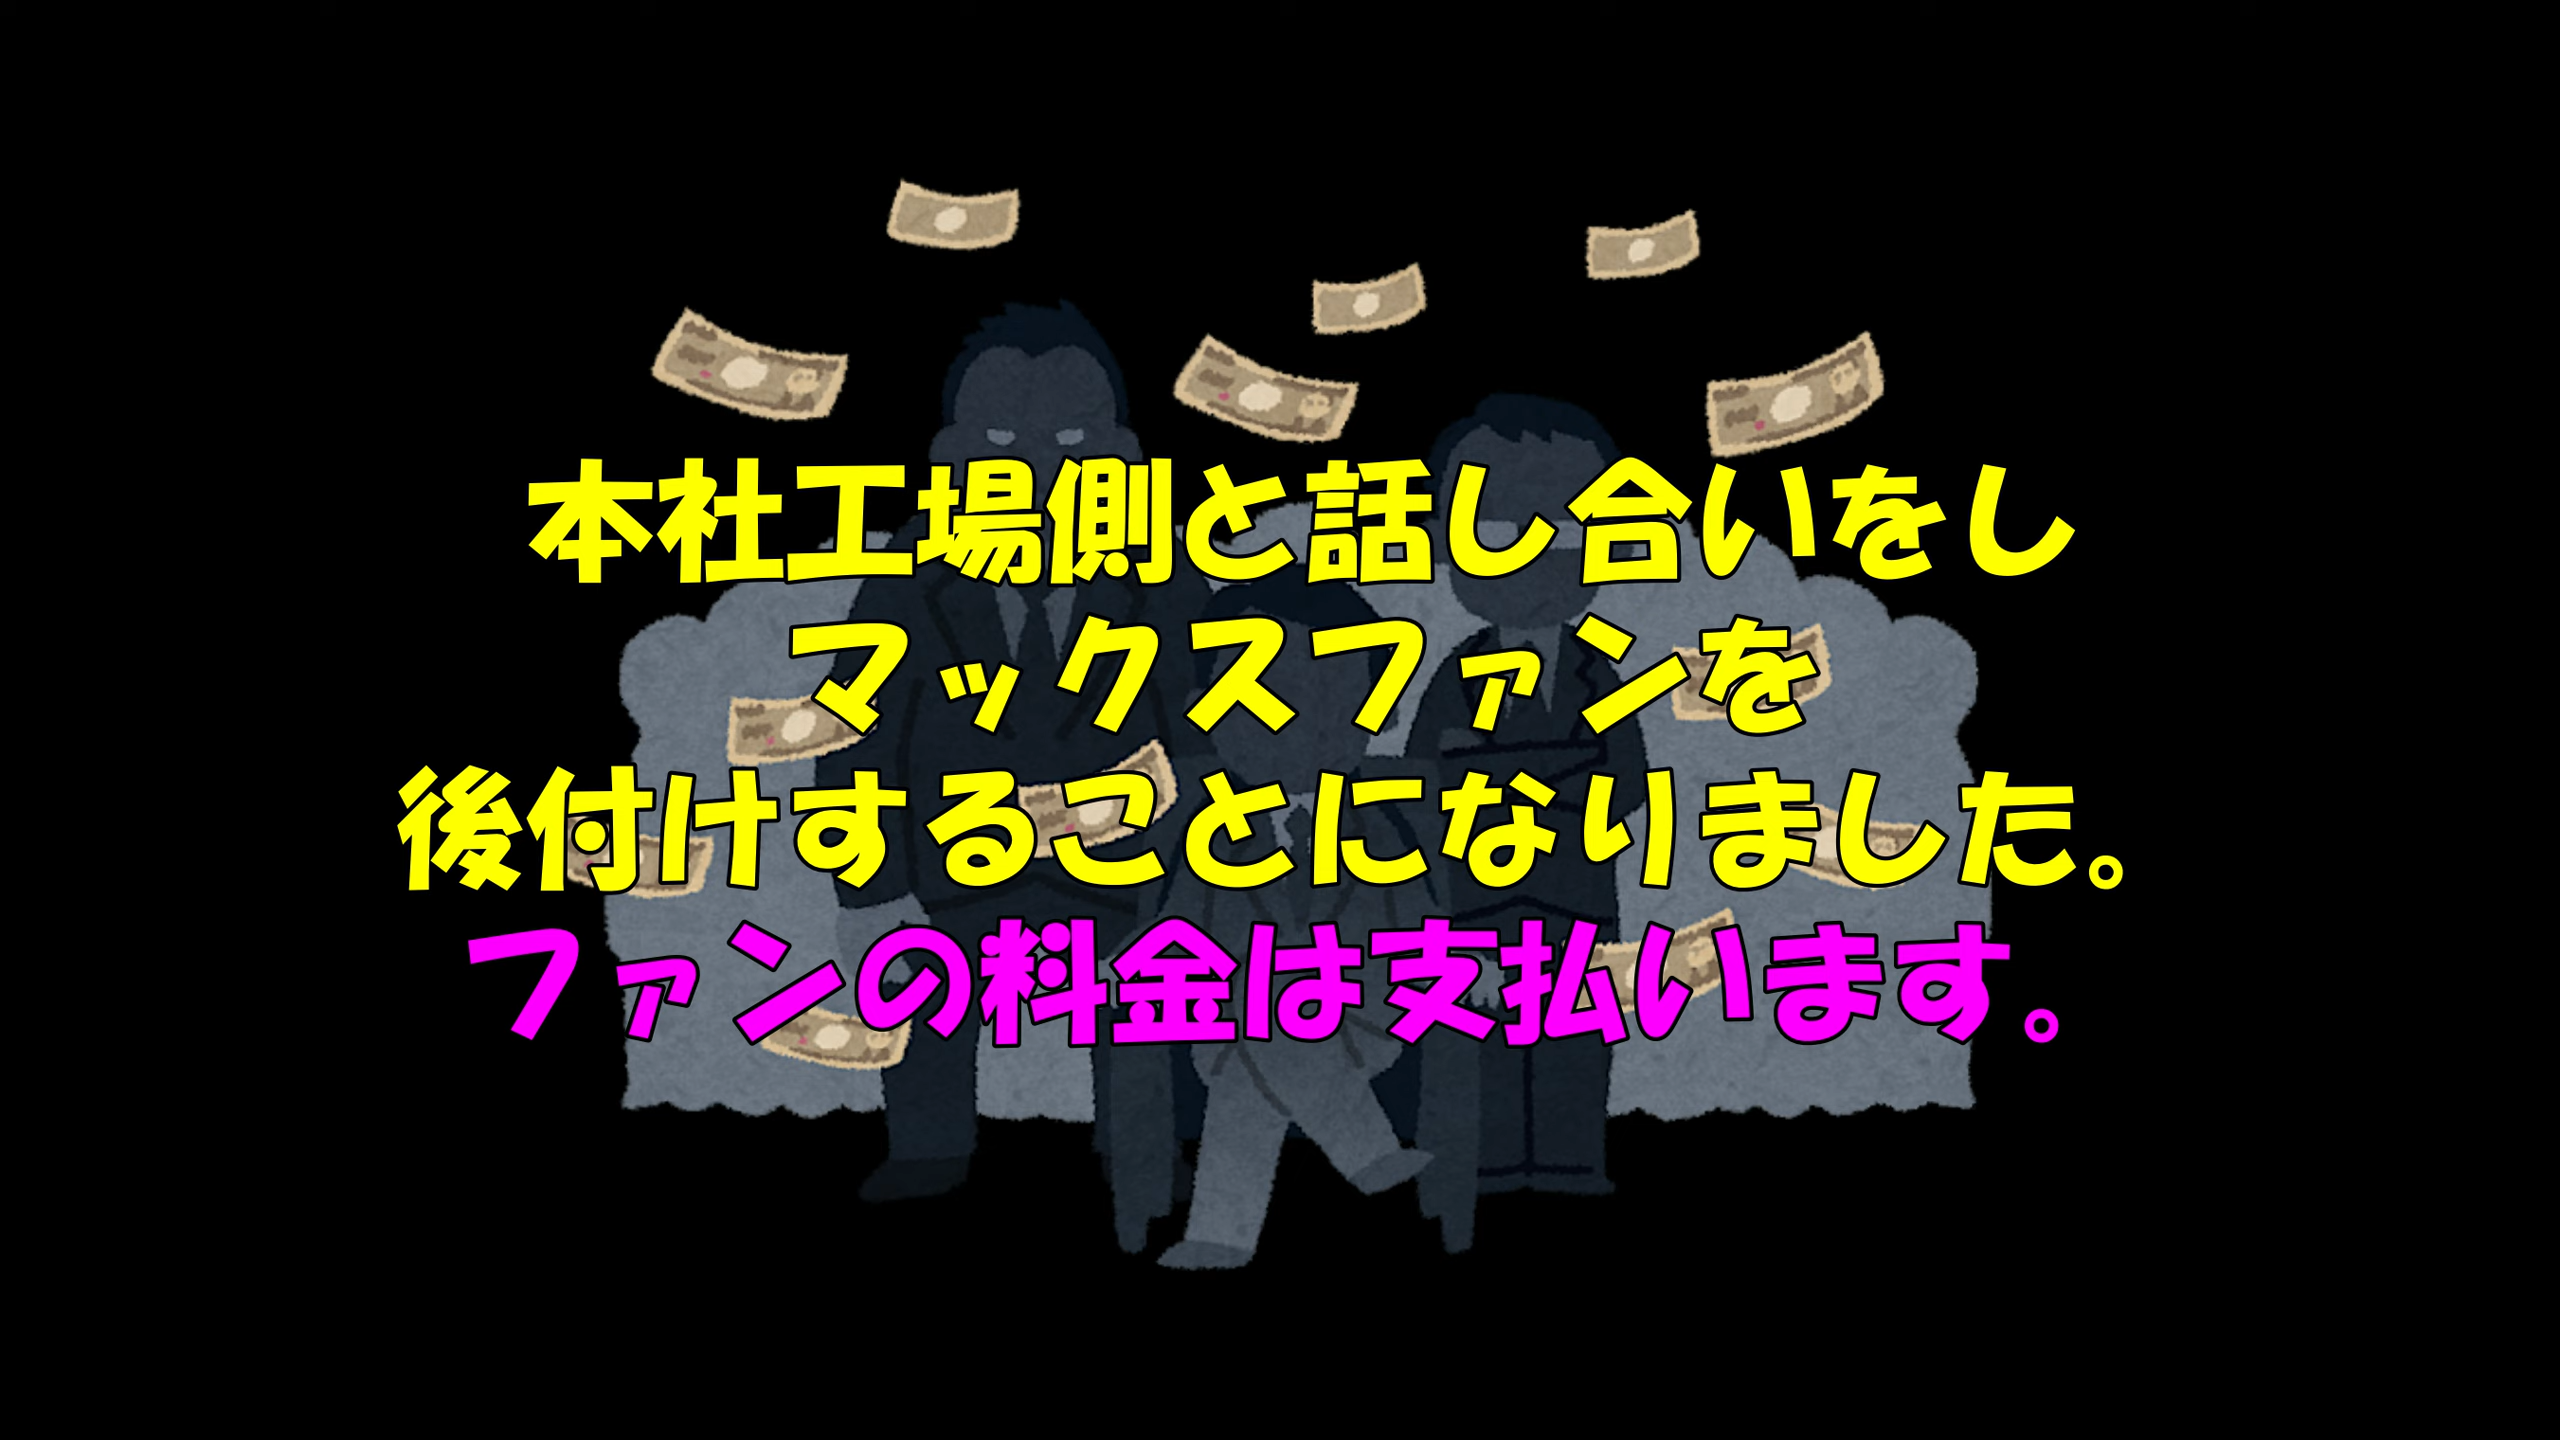 本社工場側と話し合いをし
マックスファンを
後付けすることになりました。
ファンの料金は支払います。